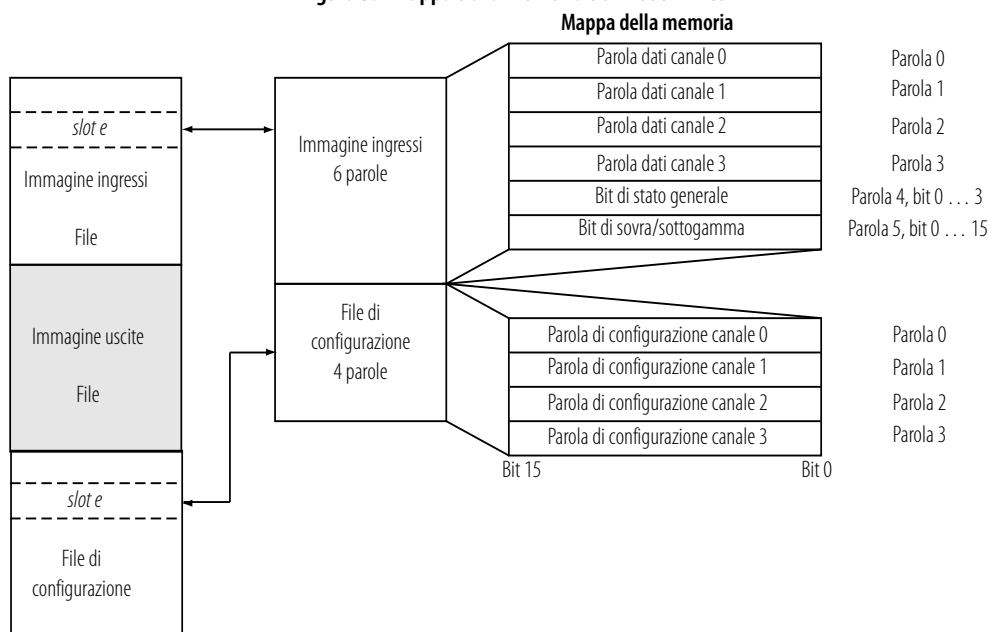 Mappa della memoria
slot e
Immagine ingressi
File
Immagine uscite
File
slot e
File di
configurazione
Immagine ingressi
6 parole
File di
configurazione
4 parole
Parola dati canale 0
Parola 0
Parola dati canale 1
Parola 1
Parola dati canale 2
Parola 2
Parola dati canale 3
Parola 3
Bit di stato generale
Parola 4, bit 0 . . . 3
Bit di sovra/sottogamma
Parola 5, bit 0 . . . 15
Parola di configurazione canale 0
Parola 0
Parola di configurazione canale 1
Parola 1
Parola di configurazione canale 2
Parola 2
Parola di configurazione canale 3
Parola 3
Bit 15
Bit 0